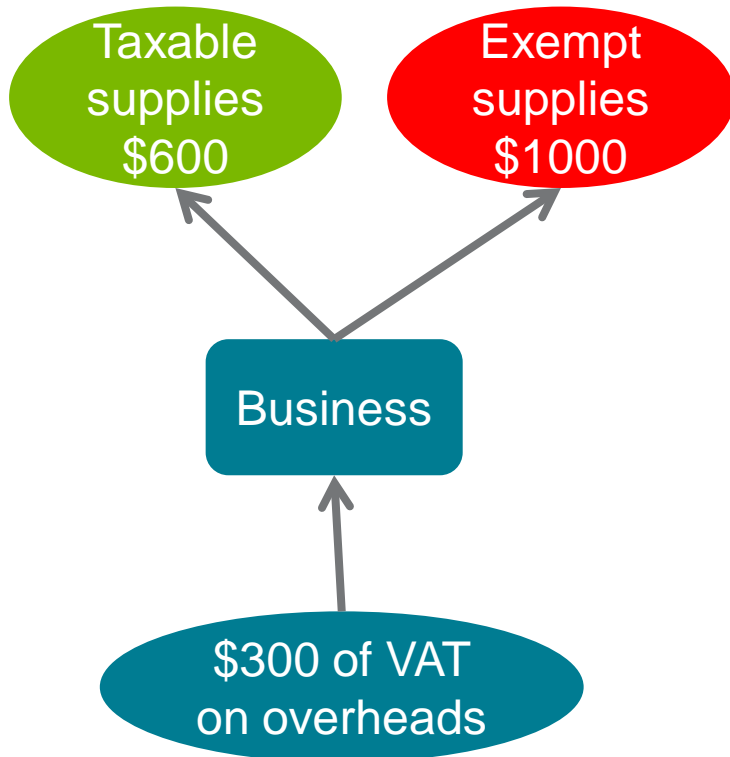 Taxable
supplies
$600
Exempt
supplies
$1000
Business
$300 of VAT
on overheads